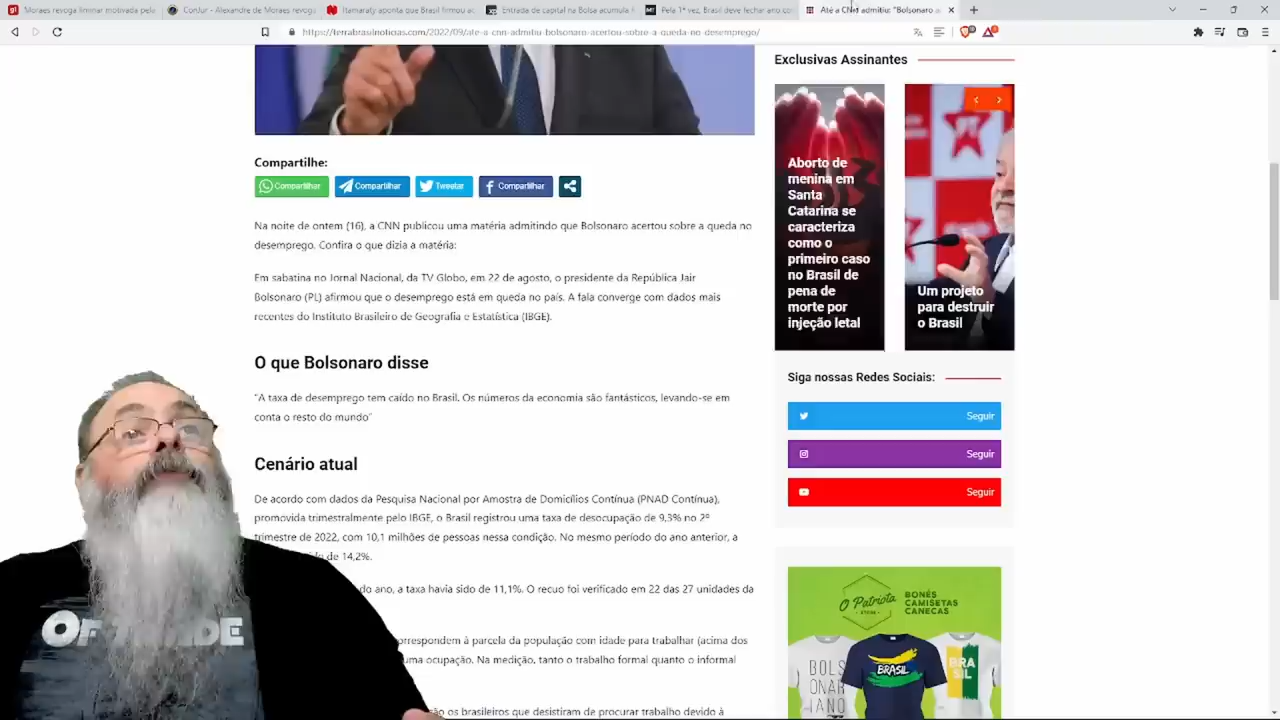 Moraes revoga liminar motivada pela
ConJur - Alexandre de Moraes revoga
Itamaraty aponta que Brasil firmou ac
Entrada de capital na Bolsa acumula
Pela 1ª vez, Brasil deve fechar ano com
Até a CNN admitiu: "Bolsonaro ac
https://terrabrasilnoticias.com/2022/09/ate-a-cnn-admitiu-bolsonaro-acertou-sobre-a-queda-no-desemprego/
Compartilhe:
Compartilhar
Compartilhar
Tweetar
Compartilhar
Na noite de ontem (16), a CNN publicou uma matéria admitindo que Bolsonaro acertou sobre a queda no
desemprego. Confira o que dizia a matéria:
Em sabatina no Jornal Nacional, da TV Globo, em 22 de agosto, o presidente da República Jair
Bolsonaro (PL) afirmou que o desemprego está em queda no país. A fala converge com dados mais
recentes do Instituto Brasileiro de Geografia e Estatística (IBGE).
O que Bolsonaro disse
"A taxa de desemprego tem caído no Brasil. Os números da economia são fantásticos, levando-se em
conta o resto do mundo"
Cenário atual
De acordo com dados da Pesquisa Nacional por Amostra de Domicílios Contínua (PNAD Contínua),
promovida trimestralmente pelo IBGE, o Brasil registrou uma taxa de desocupação de 9,3% no 2º
trimestre de 2022, com 10,1 milhões de pessoas nessa condição. No mesmo período do ano anterior, a
de 14,2%.
do ano, a taxa havia sido de 11,1%. O recuo foi verificado em 22 das 27 unidades da
correspondem à parcela da população com idade para trabalhar (acima dos
uma ocupação. Na medição, tanto o trabalho formal quanto o informal
são os brasileiros que desistiram de procurar trabalho devido à
Exclusivas Assinantes
Aborto de
menina em
Santa
Catarina se
caracteriza
como o
primeiro caso
no Brasil de
pena de
morte por
injeção letal
Um projeto
para destruir
o Brasil
Siga nossas Redes Sociais:
Seguir
Seguir
Seguir
O Patriota
BONÉS
CAMISETAS
CANECAS
BOLS
ONAR
BRASIL
BRA
SIL